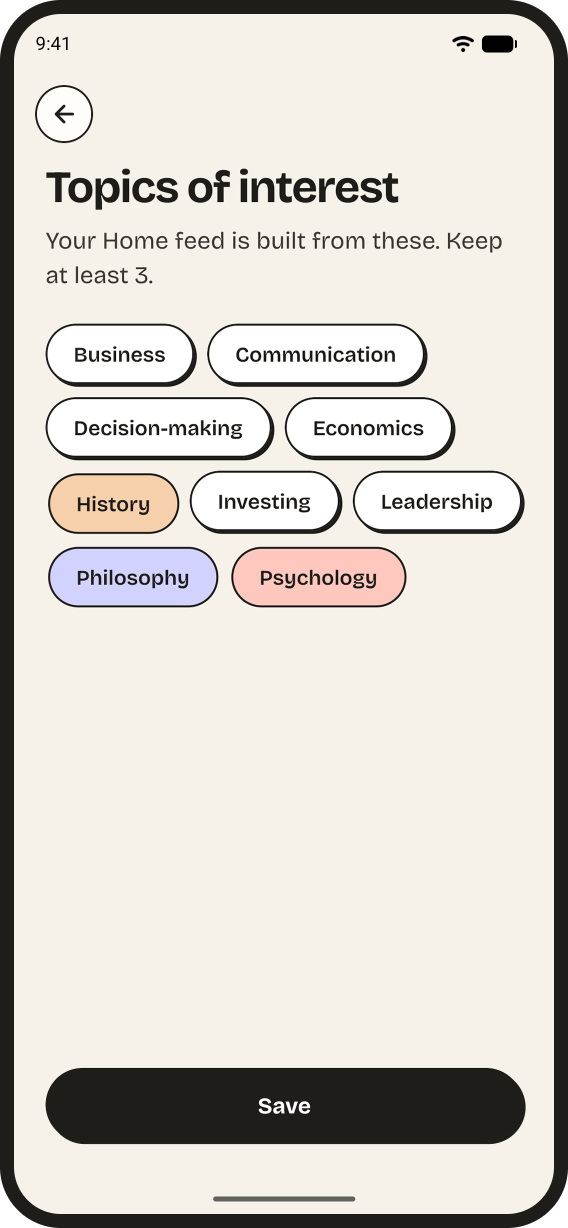 9:41
Topics of interest
Your Home feed is built from these. Keep
at least 3.
Business Communication
Decision-making Economics
History Investing Leadership
Philosophy Psychology
Save